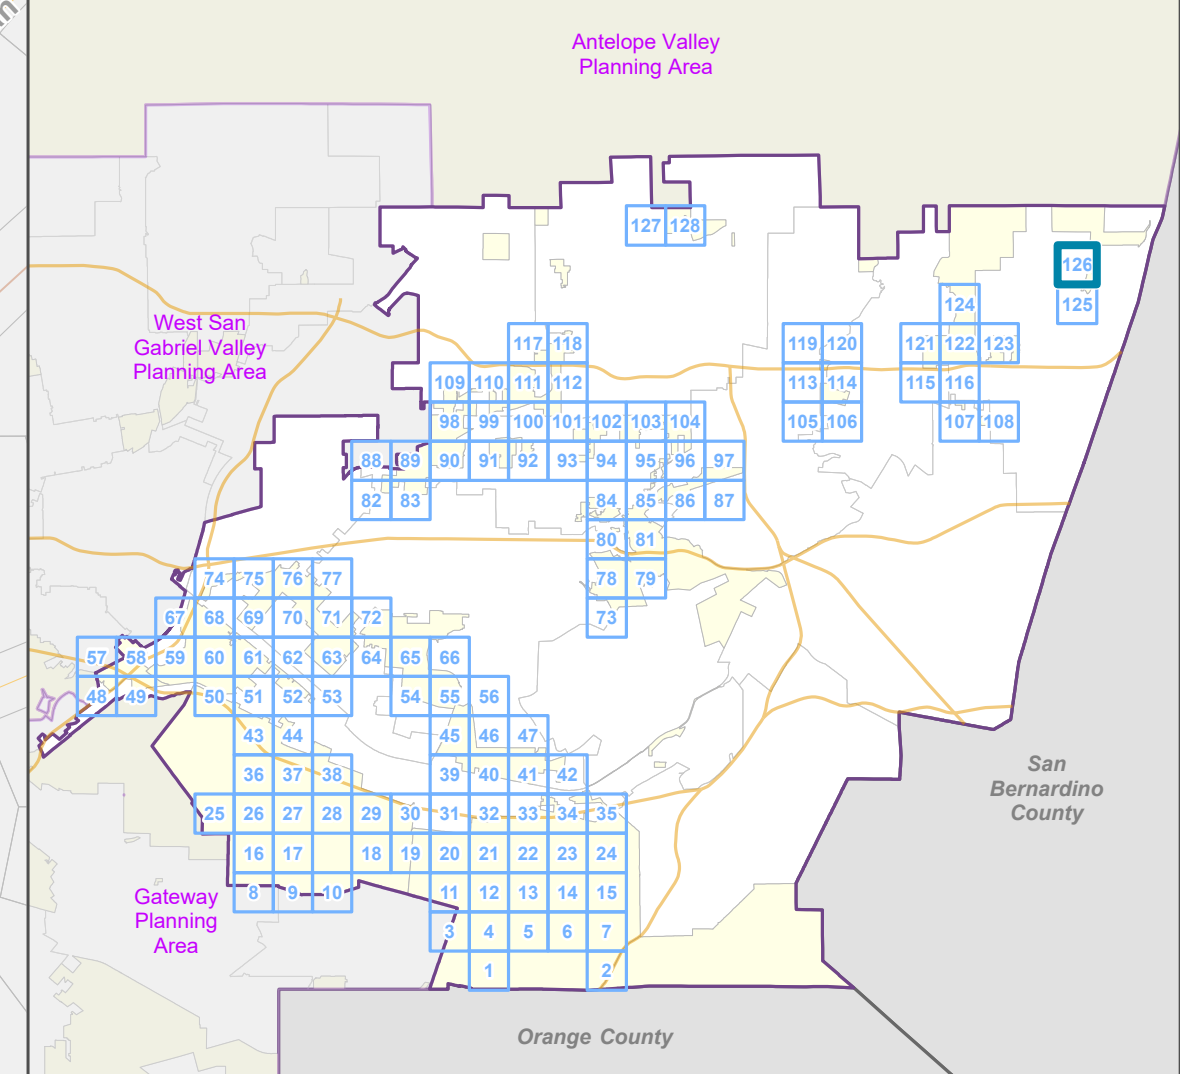 Antelope Valley
Planning Area
127 128
126
124 125
West San
Gabriel Valley
Planning Area
117 118 119 120 121 122 123
109 110 111 112 113 114 115 116
98 99 100 101 102 103 104 105 106 107 108
88 89 90 91 92 93 94 95 96 97
82 83 84 85 86 87
80 81
74 75 76 77 78 79
67 68 69 70 71 72 73
57 58 59 60 61 62 63 64 65 66
48 49 50 51 52 53 54 55 56
43 44 45 46 47
36 37 38 39 40 41 42
San
Bernardino
County
25 26 27 28 29 30 31 32 33 34 35
16 17 18 19 20 21 22 23 24
8 9 10 11 12 13 14 15
Gateway
Planning
Area
3 4 5 6 7
1 2
Orange County